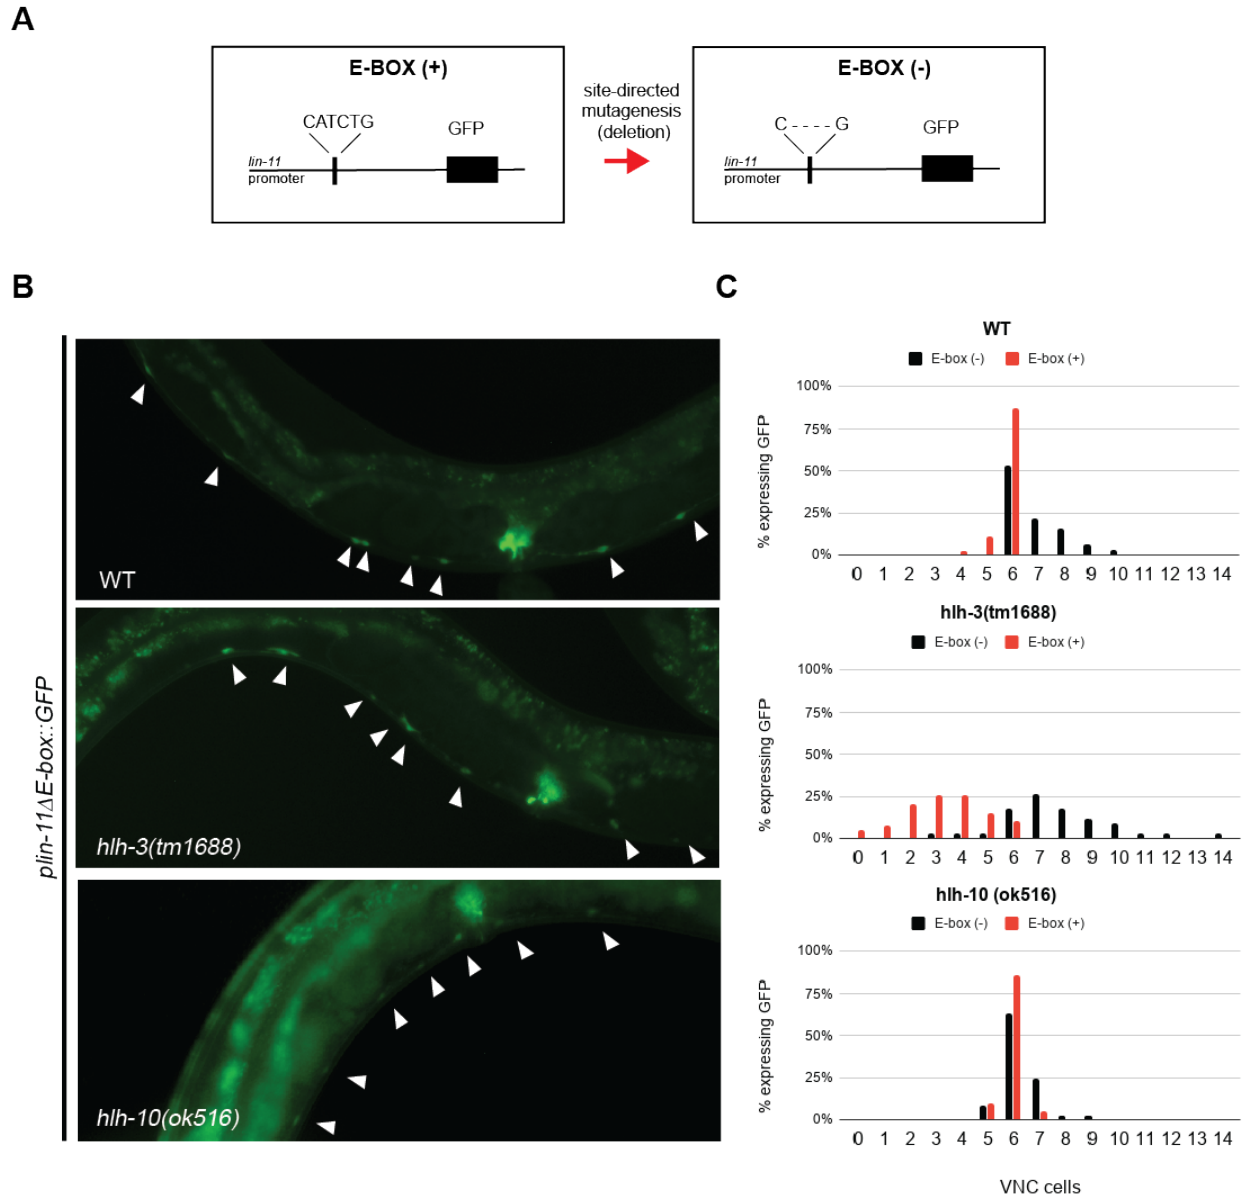 A
E-BOX (+)
CATCTG
GFP
lin-11
promoter
site-directed
mutagenesis
(deletion)
E-BOX (-)
C - - - - G
GFP
lin-11
promoter
B
plin-11ΔE-box::GFP
WT
hlh-3(tm1688)
hlh-10(ok516)
C
WT
E-box (-) E-box (+)
% expressing GFP
100%
75%
50%
25%
0%
0 1 2 3 4 5 6 7 8 9 10 11 12 13 14
hlh-3(tm1688)
E-box (-) E-box (+)
% expressing GFP
100%
75%
50%
25%
0%
0 1 2 3 4 5 6 7 8 9 10 11 12 13 14
hlh-10 (ok516)
E-box (-) E-box (+)
% expressing GFP
100%
75%
50%
25%
0%
0 1 2 3 4 5 6 7 8 9 10 11 12 13 14
VNC cells